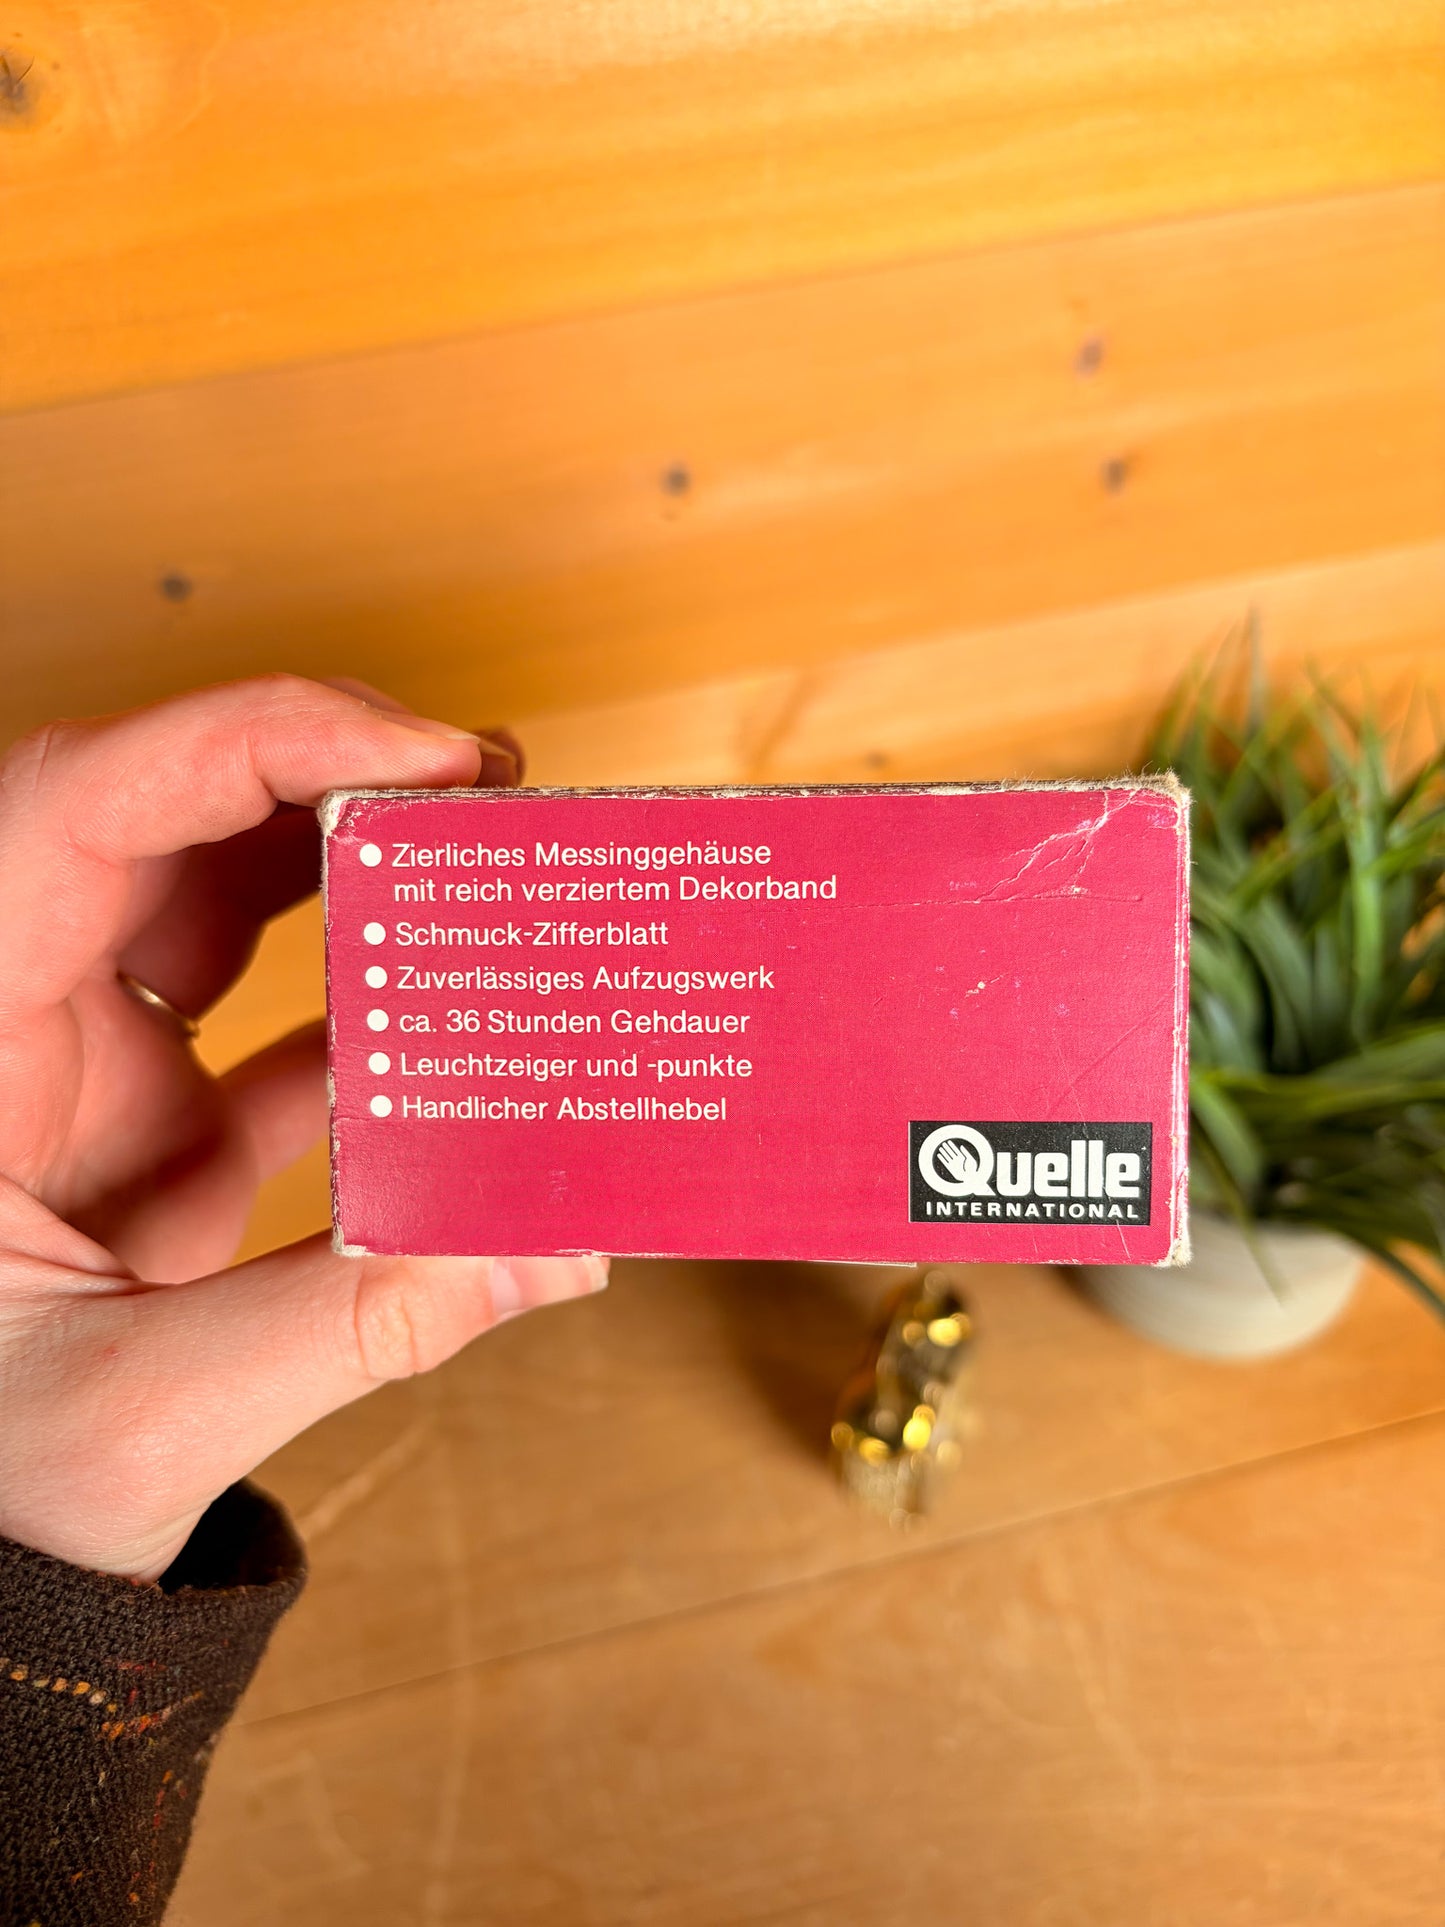 ● Zierliches Messinggehäuse
mit reich verziertem Dekorband
● Schmuck-Zifferblatt
● Zuverlässiges Aufzugswerk
● ca. 36 Stunden Gehdauer
● Leuchtzeiger und -punkte
● Handlicher Abstellhebel
Quelle
INTERNATIONAL